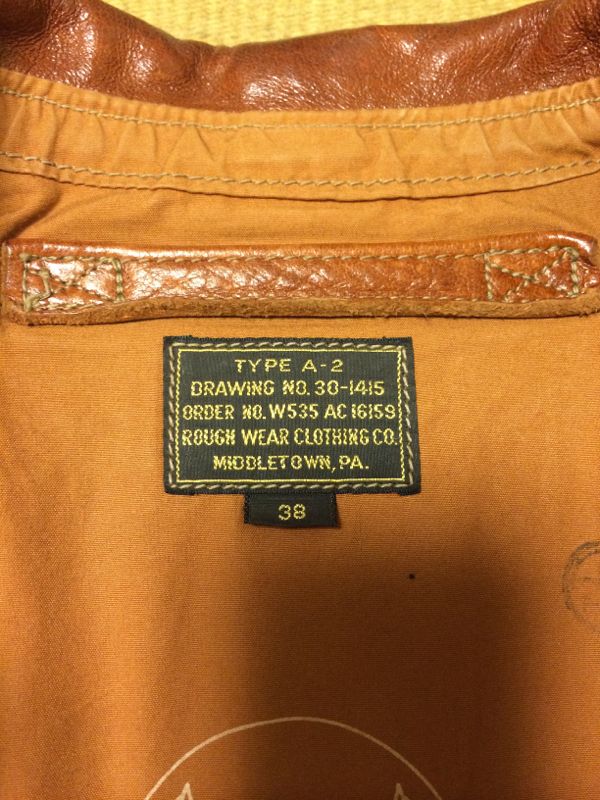 TYPE A-2
DRAWING NO. 30-1415
ORDER NO. W535 AC 16159
ROUGH WEAR CLOTHING CO.
MIDDLETOWN, PA.
38